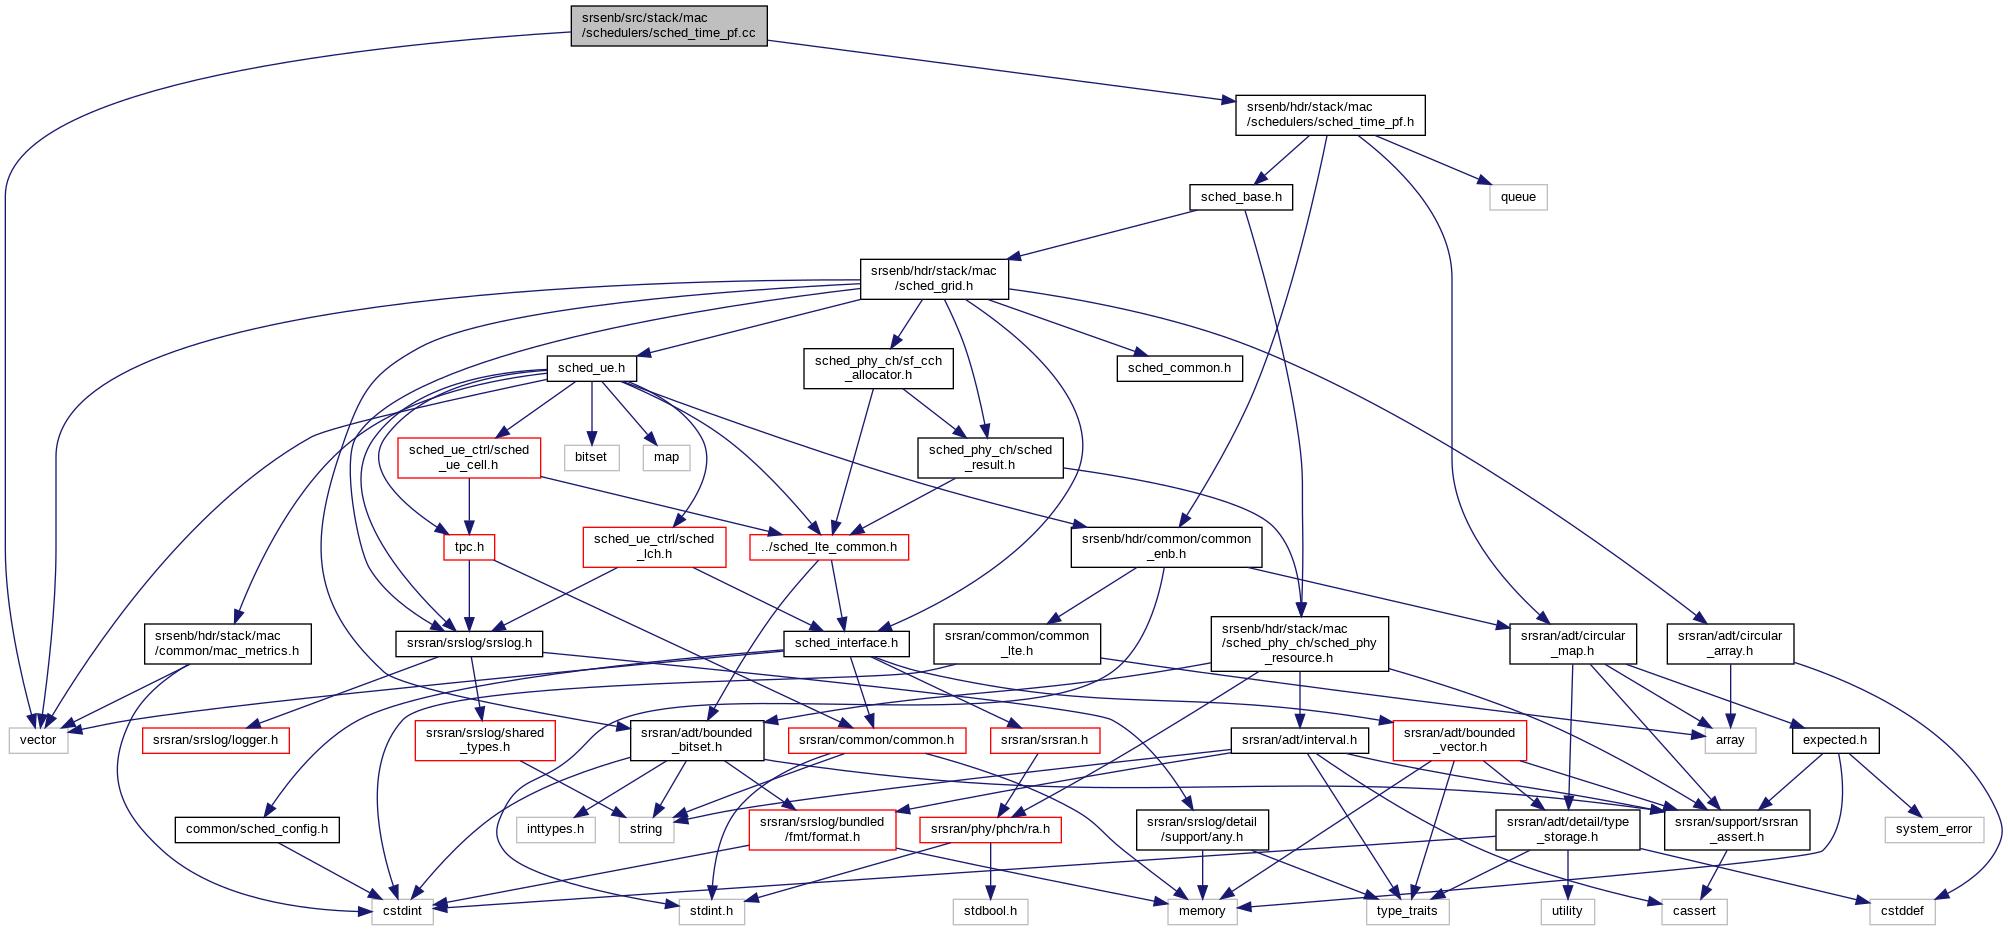 srsenb/src/stack/mac
/schedulers/sched_time_pf.cc
srsenb/hdr/stack/mac
/schedulers/sched_time_pf.h
sched_base.h
queue
srsenb/hdr/stack/mac
/sched_grid.h
sched_ue.h
sched_phy_ch/sf_cch
_allocator.h
sched_common.h
sched_ue_ctrl/sched
_ue_cell.h
bitset
map
sched_phy_ch/sched
_result.h
tpc.h
sched_ue_ctrl/sched
_lch.h
../sched_lte_common.h
srsenb/hdr/common/common
_enb.h
srsenb/hdr/stack/mac
/common/mac_metrics.h
srsran/srslog/srslog.h
sched_interface.h
srsran/common/common
_lte.h
srsenb/hdr/stack/mac
/sched_phy_ch/sched_phy
_resource.h
srsran/adt/circular
_map.h
srsran/adt/circular
_array.h
vector
srsran/srslog/logger.h
srsran/srslog/shared
_types.h
srsran/adt/bounded
_bitset.h
srsran/common/common.h
srsran/srsran.h
srsran/adt/interval.h
srsran/adt/bounded
_vector.h
array
expected.h
common/sched_config.h
inttypes.h
string
srsran/srslog/bundled
/fmt/format.h
srsran/phy/phch/ra.h
srsran/srslog/detail
/support/any.h
srsran/adt/detail/type
_storage.h
srsran/support/srsran
_assert.h
system_error
cstdint
stdint.h
stdbool.h
memory
type_traits
utility
cassert
cstddef